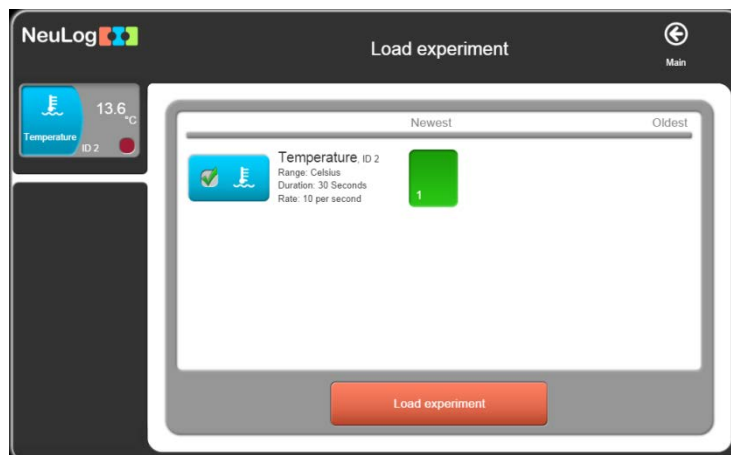 NeuLog
Load experiment
Main
13.6 °C
Temperature
ID 2
Newest
Oldest
Temperature, ID 2
Range: Celsius
Duration: 30 Seconds
Rate: 10 per second
1
Load experiment